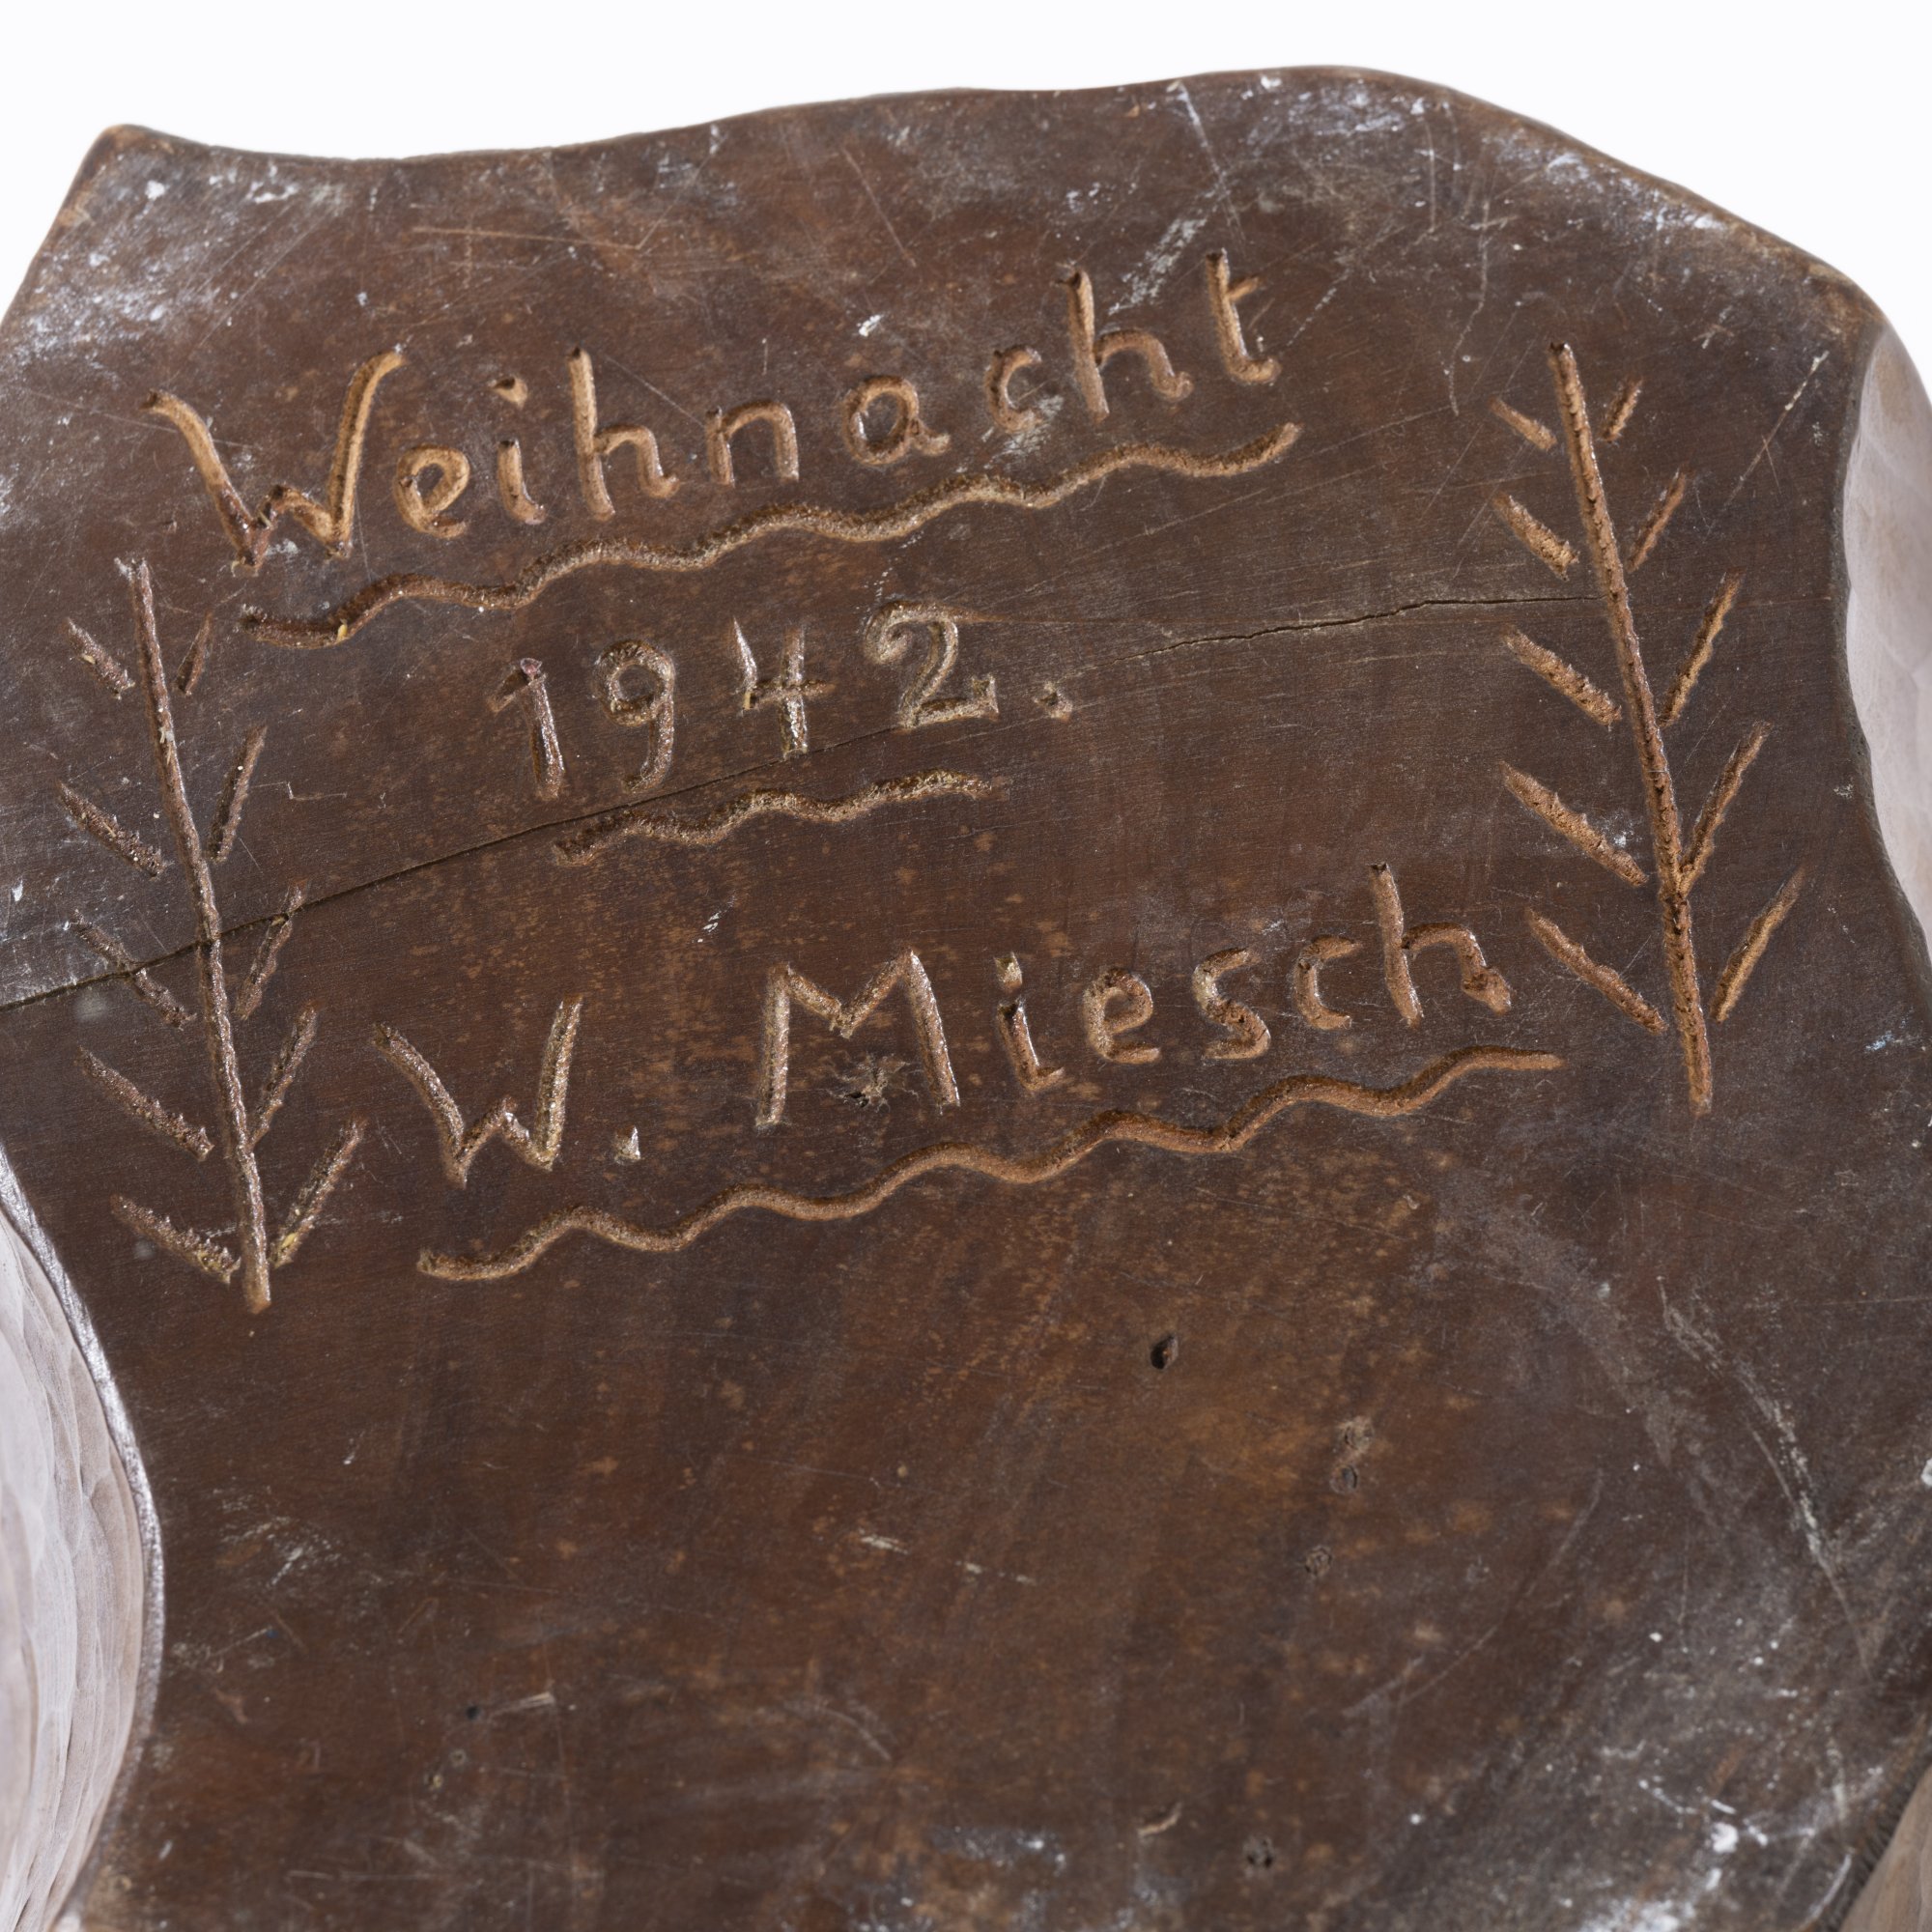 Weihnacht
1942.
W. Miesch.